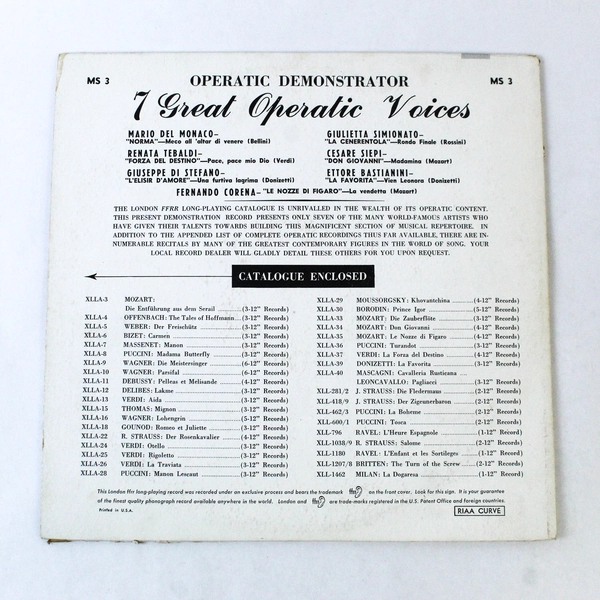 MS 3 OPERATIC DEMONSTRATOR MS 3
7 Great Operatic Voices
MARIO DEL MONACO—
"NORMA"—Meco all 'altar di venere (Bellini)
RENATA TEBALDI—
"FORZA DEL DESTINO"—Pace, pace mio Dio (Verdi)
GIUSEPPE DI STEFANO—
"L'ELISIR D'AMORE"—Una furtiva lagrima (Donizetti)
GIULIETTA SIMIONATO—
"LA CENERENTOLA"—Rondo Finale (Rossini)
CESARE SIEPI—
"DON GIOVANNI"—Madamina (Mozart)
ETTORE BASTIANINI—
"LA FAVORITA"—Vien Leonora (Donizetti)
FERNANDO CORENA—"LE NOZZE DI FIGARO"—La vendetta (Mozart)
THE LONDON FFRR LONG-PLAYING CATALOGUE IS UNRIVALLED IN THE WEALTH OF ITS OPERATIC CONTENT.
THIS PRESENT DEMONSTRATION RECORD PRESENTS ONLY SEVEN OF THE MANY WORLD-FAMOUS ARTISTS WHO
HAVE GIVEN THEIR TALENTS TOWARDS BUILDING THIS MAGNIFICENT SECTION OF MUSICAL REPERTOIRE. IN
ADDITION TO THE APPENDED LIST OF COMPLETE OPERATIC RECORDINGS THUS FAR AVAILABLE, THERE ARE IN-
NUMERABLE RECITALS BY MANY OF THE GREATEST CONTEMPORARY FIGURES IN THE WORLD OF SONG. YOUR
LOCAL RECORD DEALER WILL GLADLY DETAIL THESE OTHERS FOR YOU UPON REQUEST.
CATALOGUE ENCLOSED
XLLA-3 MOZART:
Die Entführung aus dem Serail ...(3-12" Records)
XLLA-4 OFFENBACH: The Tales of Hoffmann...(3-12" Records)
XLLA-5 WEBER: Der Freischütz ...(3-12" Records)
XLLA-6 BIZET: Carmen ...(3-12" Records)
XLLA-7 MASSENET: Manon ...(3-12" Records)
XLLA-8 PUCCINI: Madama Butterfly ...(3-12" Records)
XLLA-9 WAGNER: Die Meistersinger ...(6-12" Records)
XLLA-10 WAGNER: Parsifal ...(6-12" Records)
XLLA-11 DEBUSSY: Pelleas et Melisande ...(4-12" Records)
XLLA-12 DELIBES: Lakme ...(3-12" Records)
XLLA-13 VERDI: Aida ...(3-12" Records)
XLLA-15 THOMAS: Mignon ...(3-12" Records)
XLLA-16 WAGNER: Lohengrin ...(5-12" Records)
XLLA-18 GOUNOD: Romeo et Juliette ...(3-12" Records)
XLLA-22 R. STRAUSS: Der Rosenkavalier ...(4-12" Records)
XLLA-24 VERDI: Otello ...(3-12" Records)
XLLA-25 VERDI: Rigoletto ...(3-12" Records)
XLLA-26 VERDI: La Traviata ...(3-12" Records)
XLLA-28 PUCCINI: Manon Lescaut ...(3-12" Records)
XLLA-29 MOUSSORGSKY: Khovantchina ...(4-12" Records)
XLLA-30 BORODIN: Prince Igor ...(3-12" Records)
XLLA-33 MOZART: Die Zauberflöte ...(3-12" Records)
XLLA-34 MOZART: Don Giovanni ...(4-12" Records)
XLLA-35 MOZART: Le Nozze di Figaro ...(4-12" Records)
XLLA-36 PUCCINI: Turandot ...(3-12" Records)
XLLA-37 VERDI: La Forza del Destino ...(4-12" Records)
XLLA-39 DONIZETTI: La Favorita ...(3-12" Records)
XLLA-40 MASCAGNI: Cavalleria Rusticana ...
LEONCAVALLO: Pagliacci ...(3-12" Records)
XLL-281/2 J. STRAUSS: Die Fledermaus ...(2-12" Records)
XLL-418/9 J. STRAUSS: Der Zigeunerbaron ...(2-12" Records)
XLL-462/3 PUCCINI: La Boheme ...(2-12" Records)
XLL-600/1 PUCCINI: Tosca ...(2-12" Records)
XLL-796 RAVEL: L'Heure Espagnole ...(1-12" Record)
XLL-1038/9 R. STRAUSS: Salome ...(2-12" Records)
XLL-1180 RAVEL: L'Enfant et les Sortileges ...(1-12" Record)
XLL-1207/8 BRITTEN: The Turn of the Screw ...(2-12" Records)
XLL-1462 MILAN: La Dogaresa ...(1-12" Record)
This London ffrr long-playing record was recorded under an exclusive process and bears the trademark ffrr on the front cover. Look for this sign. It is your guarantee
of the finest quality phonograph record available anywhere in the world. London and ffrr are trade-marks registered in the U.S. Patent Office and foreign countries.
Printed in U.S.A. RIAA CURVE